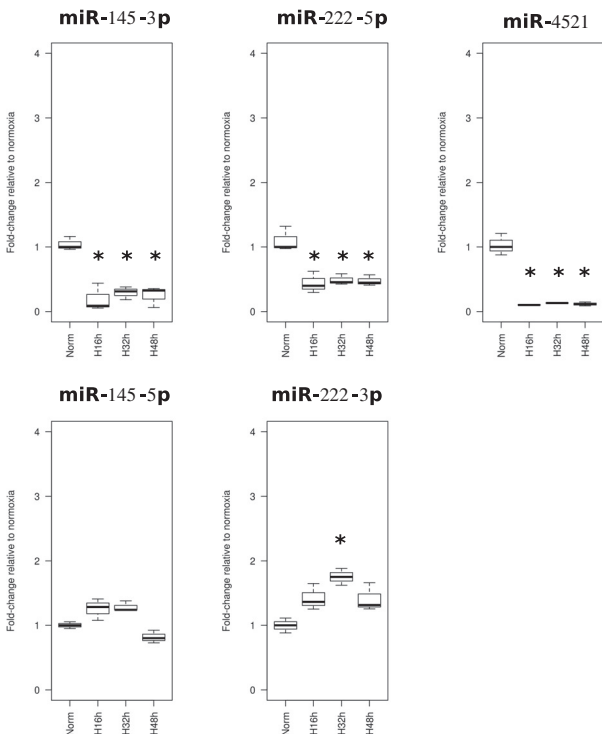 miR-145-3p
miR-222-5p
miR-4521
Fold-change relative to normoxia
4
3
2
1
0
Norm
H16h
H32h
H48h
* * *
Fold-change relative to normoxia
4
3
2
1
0
Norm
H16h
H32h
H48h
* * *
Fold-change relative to normoxia
4
3
2
1
0
Norm
H16h
H32h
H48h
* * *
miR-145-5p
miR-222-3p
Fold-change relative to normoxia
4
3
2
1
0
Norm
H16h
H32h
H48h
Fold-change relative to normoxia
4
3
2
1
0
Norm
H16h
H32h
H48h
*